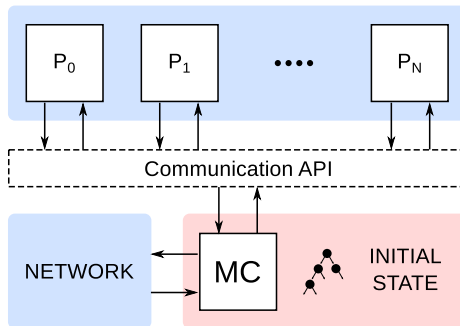 P0 P1 •••• PN
Communication API
NETWORK MC INITIAL
STATE